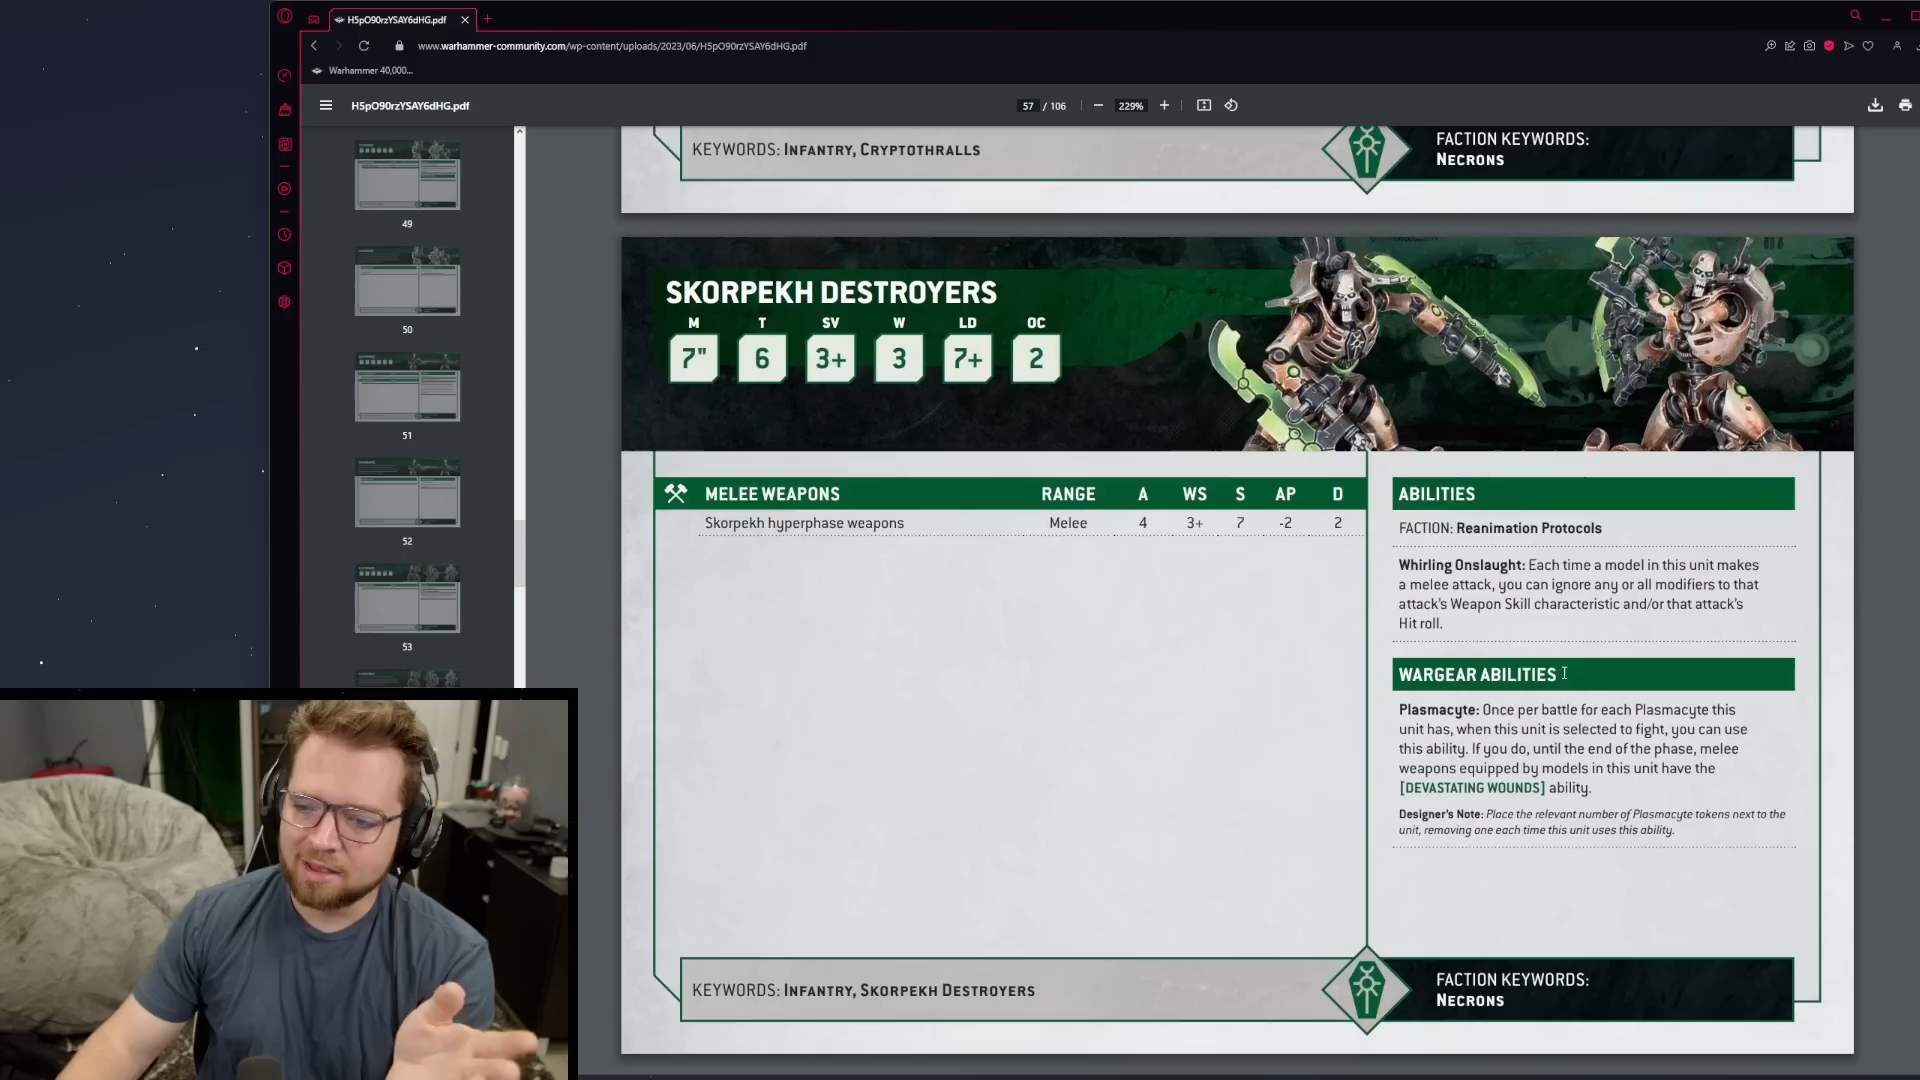 H5pO90rzYSAY6dHG.pdf
www.warhammer-community.com/wp-content/uploads/2023/06/H5pO90rzYSAY6dHG.pdf
Warhammer 40,000...
H5pO90rzYSAY6dHG.pdf
57 / 106
229%
49
50
51
52
53
KEYWORDS: INFANTRY, CRYPTOTHRALLS
FACTION KEYWORDS:
NECRONS
SKORPEKH DESTROYERS
M T SV W LD OC
7" 6 3+ 3 7+ 2
MELEE WEAPONS RANGE A WS S AP D
Skorpekh hyperphase weapons Melee 4 3+ 7 -2 2
ABILITIES
FACTION: Reanimation Protocols
Whirling Onslaught: Each time a model in this unit makes
a melee attack, you can ignore any or all modifiers to that
attack's Weapon Skill characteristic and/or that attack's
Hit roll.
WARGEAR ABILITIES
Plasmacyte: Once per battle for each Plasmacyte this
unit has, when this unit is selected to fight, you can use
this ability. If you do, until the end of the phase, melee
weapons equipped by models in this unit have the
[DEVASTATING WOUNDS] ability.
Designer's Note: Place the relevant number of Plasmacyte tokens next to the
unit, removing one each time this unit uses this ability.
KEYWORDS: INFANTRY, SKORPEKH DESTROYERS
FACTION KEYWORDS:
NECRONS